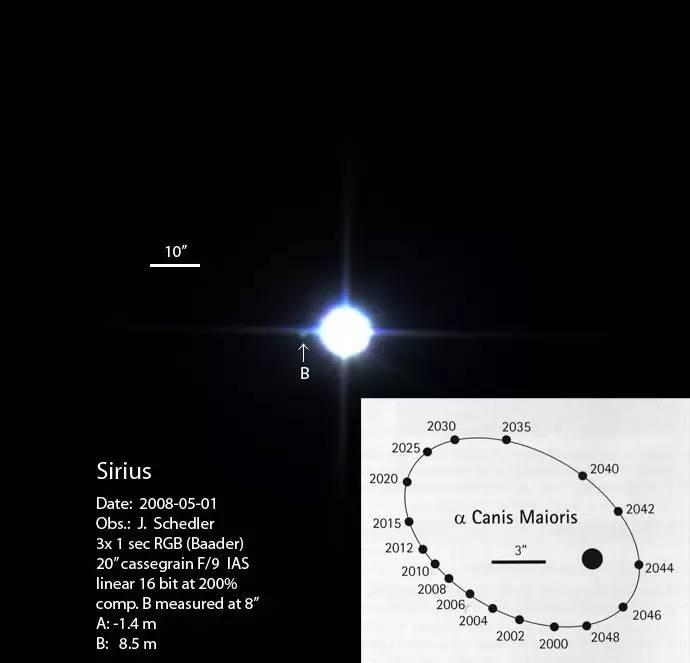 10”
B
Sirius
Date: 2008-05-01
Obs.: J. Schedler
3x 1 sec RGB (Baader)
20” cassegrain F/9 IAS
linear 16 bit at 200%
comp. B measured at 8”
A: -1.4 m
B: 8.5 m
2030
2035
2025
2040
2020
2042
α Canis Maioris
2015
3”
2012
2010
2044
2008
2006
2046
2004
2002
2000
2048